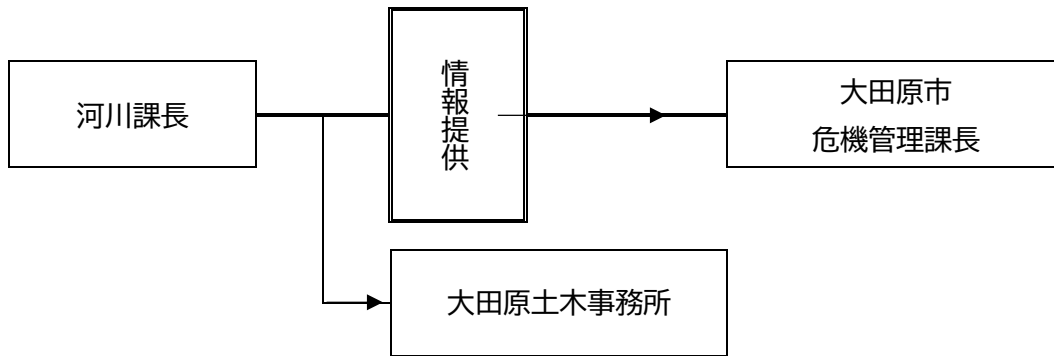 河川課長
情報提供
大田原市
危機管理課長
大田原土木事務所